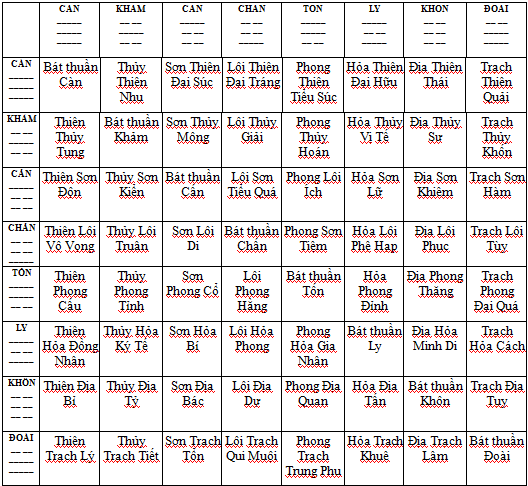 CÀN
KHẢM
CẤN
CHẤN
TỐN
LY
KHÔN
ĐOÀI
CÀN
Bát thuần
Càn
Thủy
Thiên
Nhu
Sơn Thiên
Đại Súc
Lôi Thiên
Đại Tráng
Phong
Thiên
Tiểu Súc
Hỏa Thiên
Đại Hữu
Địa Thiên
Thái
Trạch
Thiên
Quải
KHẢM
Thiên
Thủy
Tụng
Bát thuần
Khảm
Sơn Thủy
Mông
Lôi Thủy
Giải
Phong
Thủy
Hoán
Hỏa Thủy
Vị Tế
Địa Thủy
Sư
Trạch
Thủy
Khốn
CẤN
Thiên Sơn
Độn
Thủy Sơn
Kiển
Bát thuần
Cấn
Lôi Sơn
Tiểu Quá
Phong Lôi
Ích
Hỏa Sơn
Lữ
Địa Sơn
Khiêm
Trạch Sơn
Hàm
CHẤN
Thiên Lôi
Vô Vọng
Thủy Lôi
Truân
Sơn Lôi
Di
Bát thuần
Chấn
Phong Sơn
Tiệm
Hỏa Lôi
Phệ Hạp
Địa Lôi
Phục
Trạch Lôi
Tùy
TỐN
Thiên
Phong
Cấu
Thủy
Phong
Tỉnh
Sơn
Phong Cổ
Lôi
Phong
Hằng
Bát thuần
Tốn
Hỏa
Phong
Đỉnh
Địa Phong
Thăng
Trạch
Phong
Đại Quá
LY
Thiên
Hỏa Đồng
Nhân
Thủy Hỏa
Ký Tế
Sơn Hỏa
Bí
Lôi Hỏa
Phong
Phong
Hỏa Gia
Nhân
Bát thuần
Ly
Địa Hỏa
Minh Di
Trạch
Hỏa Cách
KHÔN
Thiên Địa
Bĩ
Thủy Địa
Tỷ
Sơn Địa
Bác
Lôi Địa
Dự
Phong Địa
Quan
Hỏa Địa
Tấn
Bát thuần
Khôn
Trạch Địa
Tụy
ĐOÀI
Thiên
Trạch Lý
Thủy
Trạch Tiết
Sơn Trạch
Tổn
Lôi Trạch
Qui Muội
Phong
Trạch
Trung Phu
Hỏa Trạch
Khuê
Địa Trạch
Lâm
Bát thuần
Đoài